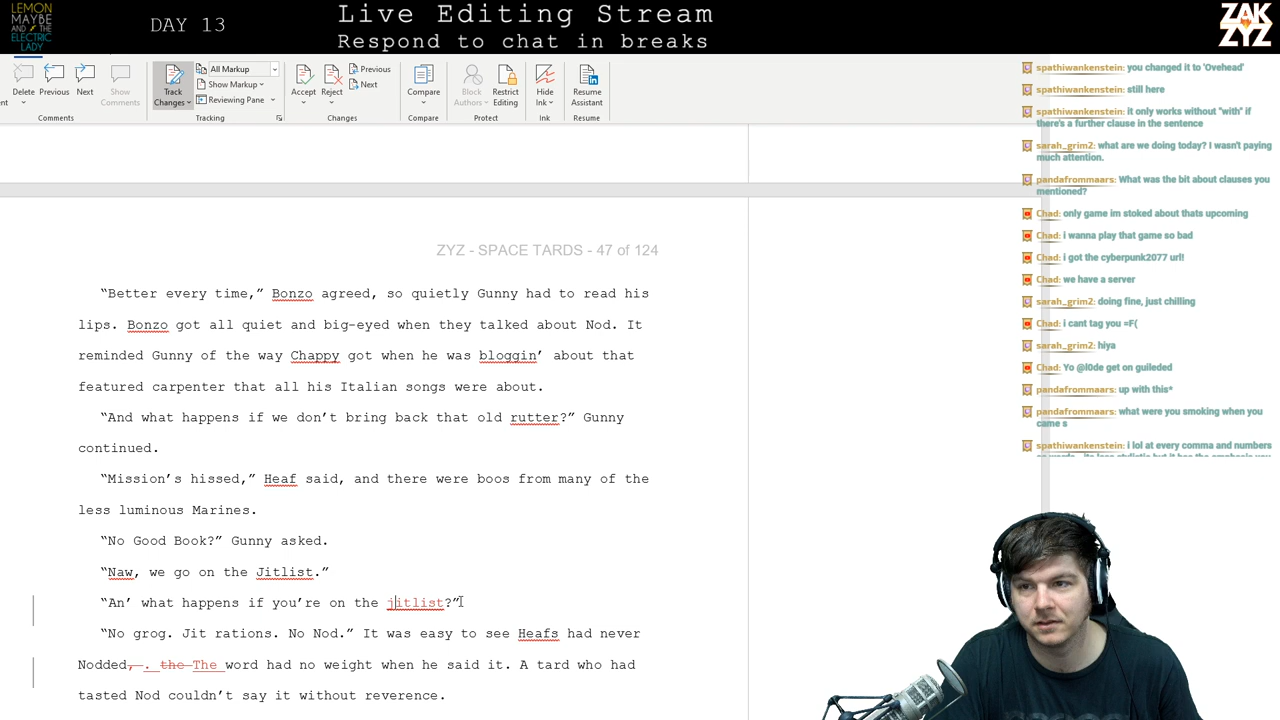 LEMON
MAYBE
AND THE
ELECTRIC
LADY
DAY 13
Live Editing Stream
Respond to chat in breaks
ZAK
ZYZ
Delete
Previous
Next
Show
Comments
Comments
Track
Changes
All Markup
Show Markup
Reviewing Pane
Tracking
Accept
Reject
Previous
Next
Changes
Compare
Compare
Block
Authors
Restrict
Editing
Protect
Hide
Ink
Ink
Resume
Assistant
Resume
ZYZ - SPACE TARDS - 47 of 124
“Better every time,” Bonzo agreed, so quietly Gunny had to read his
lips. Bonzo got all quiet and big-eyed when they talked about Nod. It
reminded Gunny of the way Chappy got when he was bloggin’ about that
featured carpenter that all his Italian songs were about.
“And what happens if we don’t bring back that old rutter?” Gunny
continued.
“Mission’s hissed,” Heaf said, and there were boos from many of the
less luminous Marines.
“No Good Book?” Gunny asked.
“Naw, we go on the Jitlist.”
“An’ what happens if you’re on the jitlist?”
“No grog. Jit rations. No Nod.” It was easy to see Heafs had never
Nodded, . the The word had no weight when he said it. A tard who had
tasted Nod couldn’t say it without reverence.
spathiwankenstein: you changed it to 'Ovehead'
spathiwankenstein: still here
spathiwankenstein: it only works without "with" if
there's a further clause in the sentence
sarah_grim2: what are we doing today? I wasn't paying
much attention.
pandafrommaars: What was the bit about clauses you
mentioned?
Chad: only game im stoked about thats upcoming
Chad: i wanna play that game so bad
Chad: i got the cyberpunk2077 url!
Chad: we have a server
sarah_grim2: doing fine, just chilling
Chad: i cant tag you =F(
sarah_grim2: hiya
Chad: Yo @l0de get on guileded
pandafrommaars: up with this*
pandafrommaars: what were you smoking when you
came s
spathiwankenstein: i lol at every comma and numbers